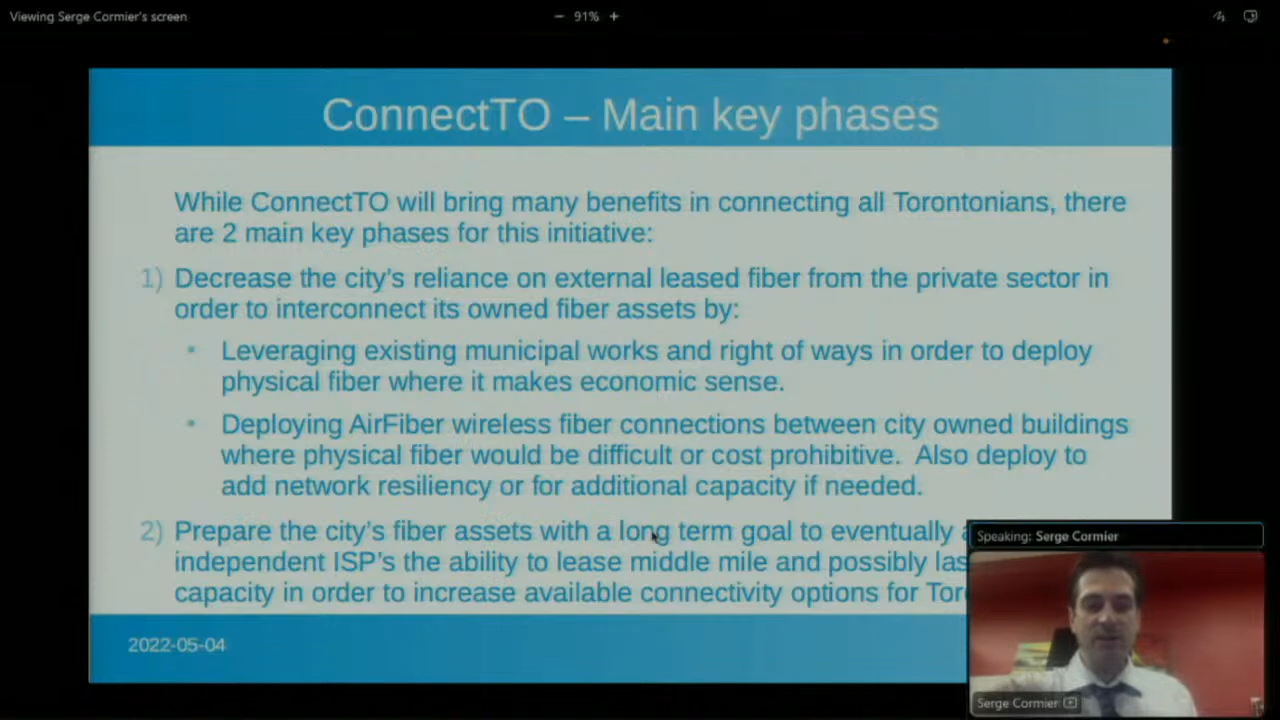 Viewing Serge Cormier's screen
− 91% +
ConnectTO – Main key phases
While ConnectTO will bring many benefits in connecting all Torontonians, there
are 2 main key phases for this initiative:
1) Decrease the city's reliance on external leased fiber from the private sector in
order to interconnect its owned fiber assets by:
▪ Leveraging existing municipal works and right of ways in order to deploy
physical fiber where it makes economic sense.
▪ Deploying AirFiber wireless fiber connections between city owned buildings
where physical fiber would be difficult or cost prohibitive. Also deploy to
add network resiliency or for additional capacity if needed.
2) Prepare the city's fiber assets with a long term goal to eventually
independent ISP's the ability to lease middle mile and possibly
capacity in order to increase available connectivity options for
2022-05-04
Speaking: Serge Cormier
Serge Cormier